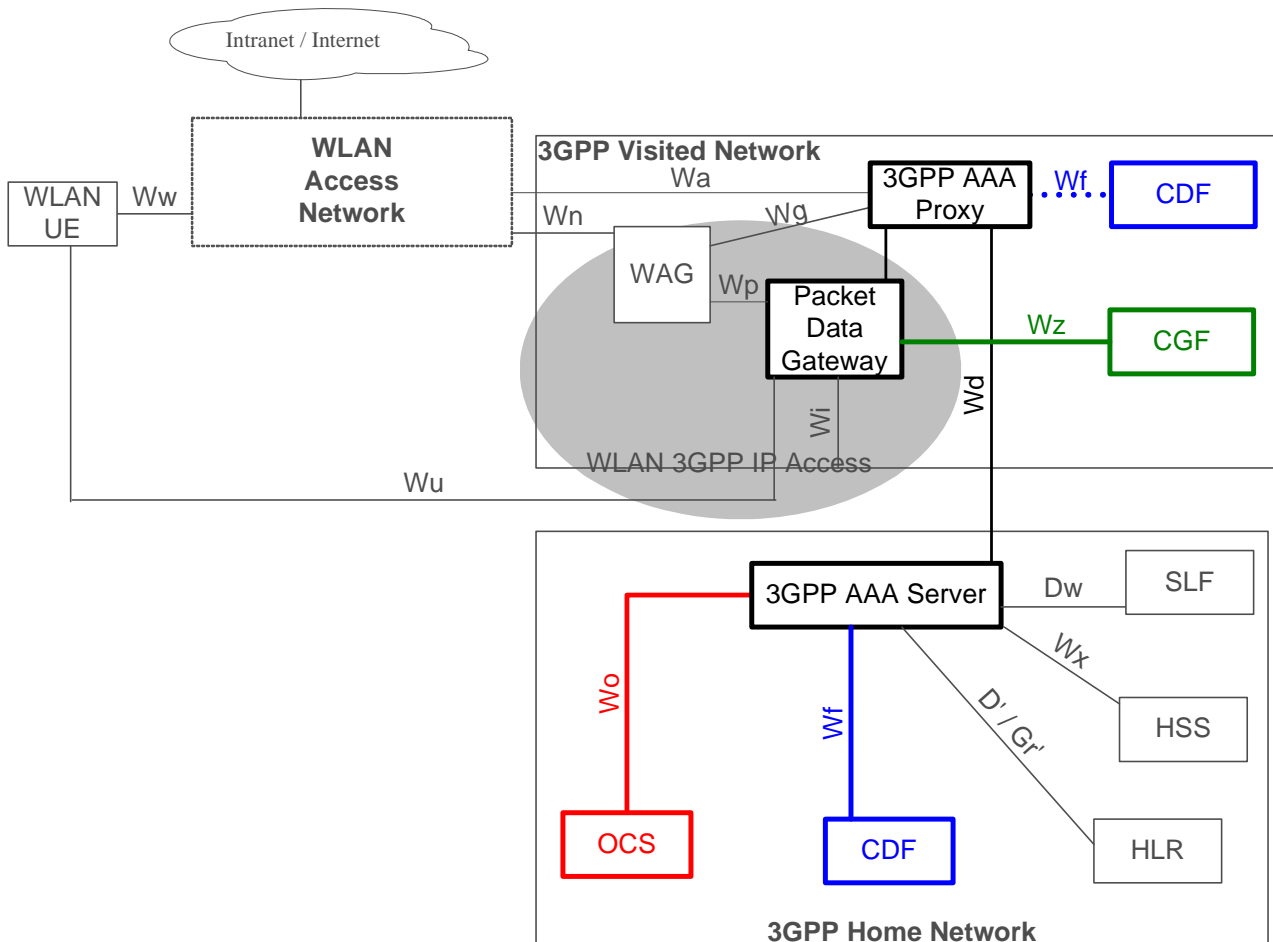 Intranet / Internet
WLAN
Access
Network
3GPP Visited Network
WLAN
UE
Ww
Wa
Wn
Wg
3GPP AAA
Proxy
Wf
CDF
WAG
Wp
Packet
Data
Gateway
Wz
CGF
Wi
Wd
WLAN 3GPP IP Access
Wu
3GPP AAA Server
Dw
SLF
Wx
HSS
Wo
Wf
D' / Gr'
OCS
CDF
HLR
3GPP Home Network